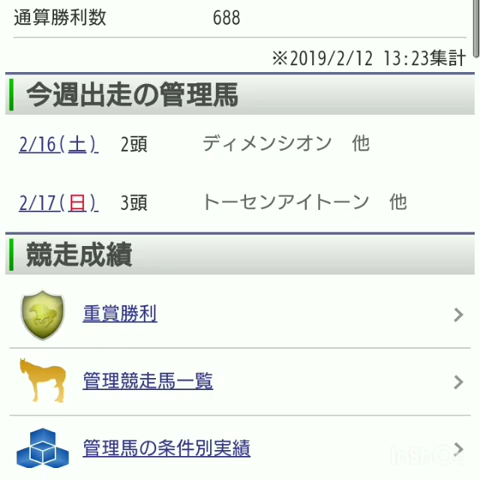 通算勝利数 688
※2019/2/12 13:23集計
今週出走の管理馬
2/16(土) 2頭 ディメンシオン 他
2/17(日) 3頭 トーセンアイトーン 他
競走成績
重賞勝利
管理競走馬一覧
管理馬の条件別実績